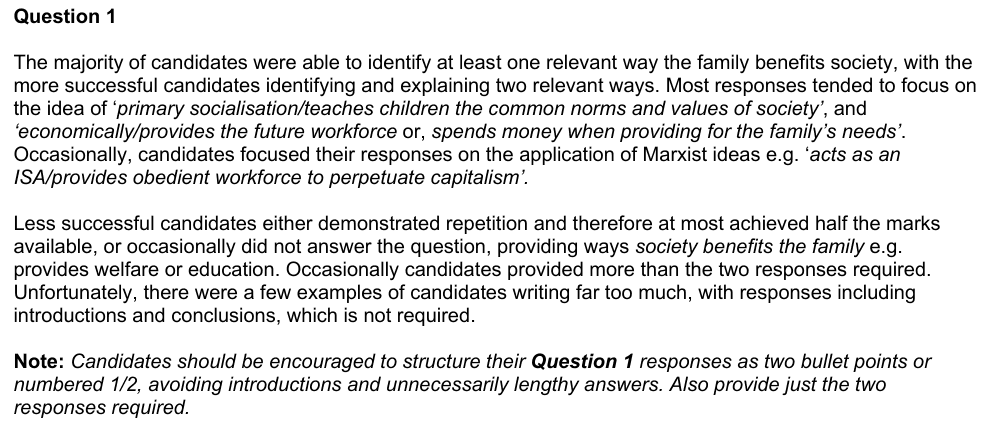 Question 1
The majority of candidates were able to identify at least one relevant way the family benefits society, with the
more successful candidates identifying and explaining two relevant ways. Most responses tended to focus on
the idea of ‘primary socialisation/teaches children the common norms and values of society’, and
‘economically/provides the future workforce or, spends money when providing for the family’s needs’.
Occasionally, candidates focused their responses on the application of Marxist ideas e.g. ‘acts as an
ISA/provides obedient workforce to perpetuate capitalism’.
Less successful candidates either demonstrated repetition and therefore at most achieved half the marks
available, or occasionally did not answer the question, providing ways society benefits the family e.g.
provides welfare or education. Occasionally candidates provided more than the two responses required.
Unfortunately, there were a few examples of candidates writing far too much, with responses including
introductions and conclusions, which is not required.
Note: Candidates should be encouraged to structure their Question 1 responses as two bullet points or
numbered 1/2, avoiding introductions and unnecessarily lengthy answers. Also provide just the two
responses required.